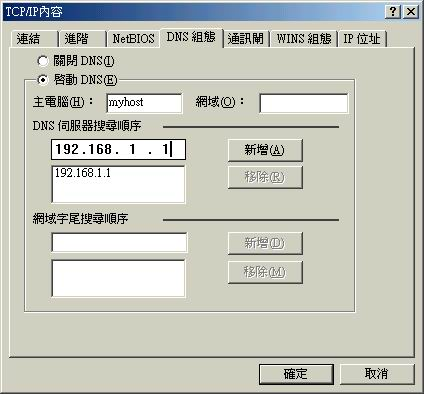 TCP/IP內容
連結 進階 NetBIOS DNS 組態 通訊閘 WINS 組態 IP 位址
關閉 DNS(I)
啓動 DNS(E)
主電腦(H)： myhost 網域(O)：
DNS 伺服器搜尋順序
192.168. 1 . 1 新增(A)
192.168.1.1 移除(R)
網域字尾搜尋順序
新增(D)
移除(M)
確定 取消